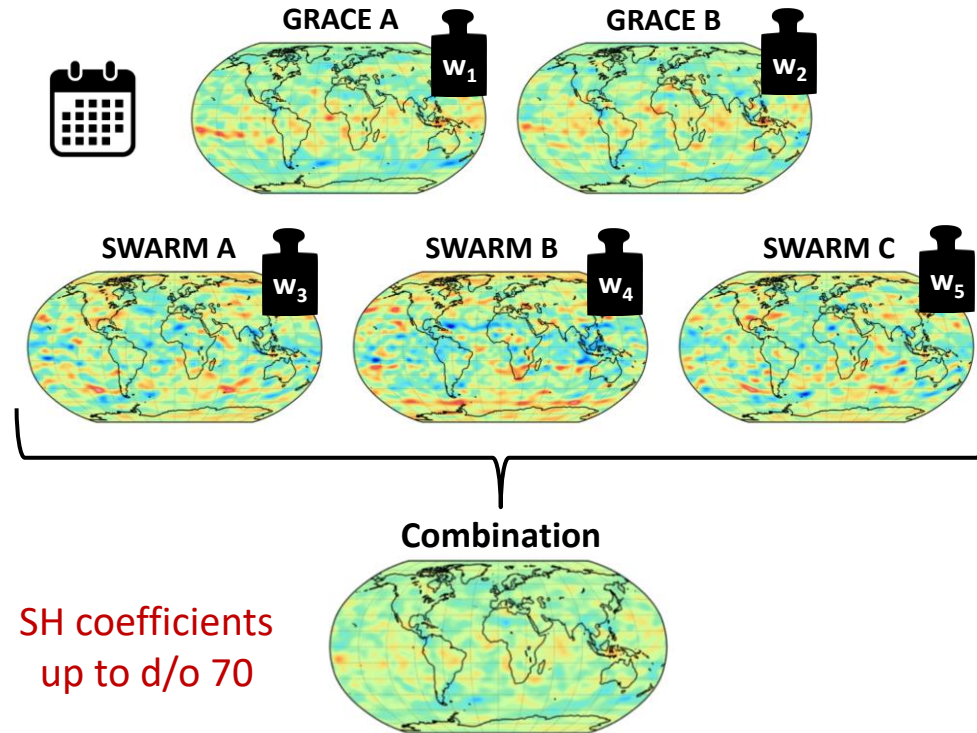 GRACE A
GRACE B
w1
w2
SWARM A
SWARM B
SWARM C
w3
w4
w5
Combination
SH coefficients
up to d/o 70